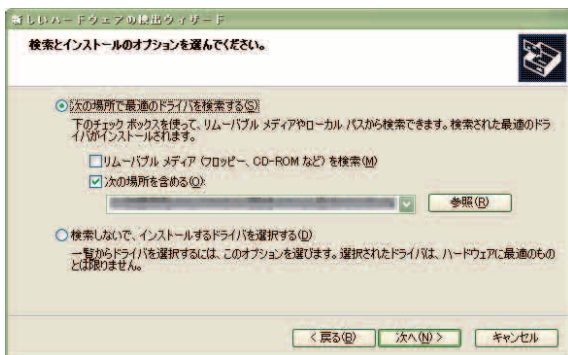 新しいハードウェアの検出ウィザード
検索とインストールのオプションを選んでください。
次の場所で最適のドライバを検索する(S)
下のチェック ボックスを使って、リムーバブル メディアやローカル パスから検索できます。検索された最適のドラ
イバがインストールされます。
リムーバブル メディア (フロッピー、CD-ROM など) を検索(M)
次の場所を含める(O):
参照(R)
検索しないで、インストールするドライバを選択する(D)
一覧からドライバを選択するには、このオプションを選びます。選択されたドライバは、ハードウェアに最適のもの
とは限りません。
< 戻る(B) 次へ(N) > キャンセル